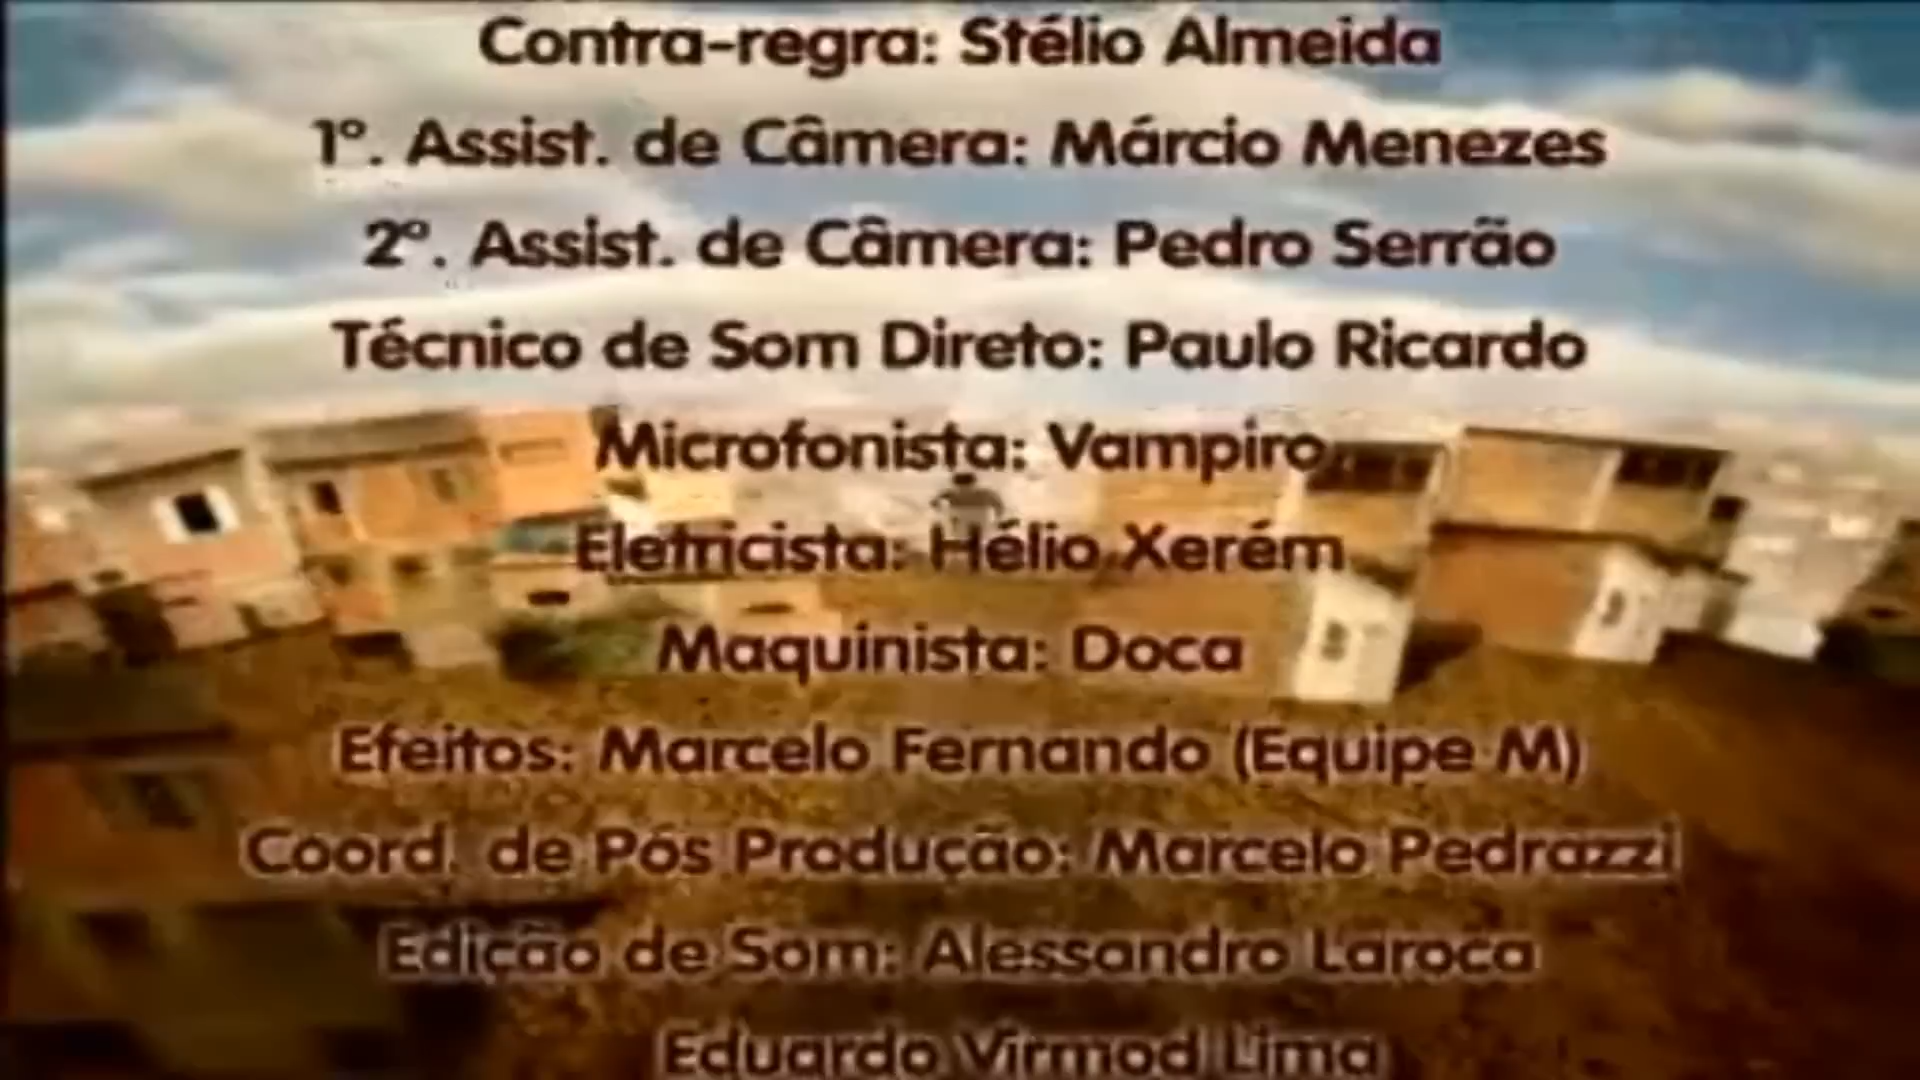 Contra-regra: Stélio Almeida
1º. Assist. de Câmera: Márcio Menezes
2º. Assist. de Câmera: Pedro Serrão
Técnico de Som Direto: Paulo Ricardo
Microfonista: Vampiro
Eletricista: Hélio Xerém
Maquinista: Doca
Efeitos: Marcelo Fernando (Equipe M)
Coord. de Pós Produção: Marcelo Pedrazzi
Edição de Som: Alessandro Laroca
Eduardo Virmod Lima